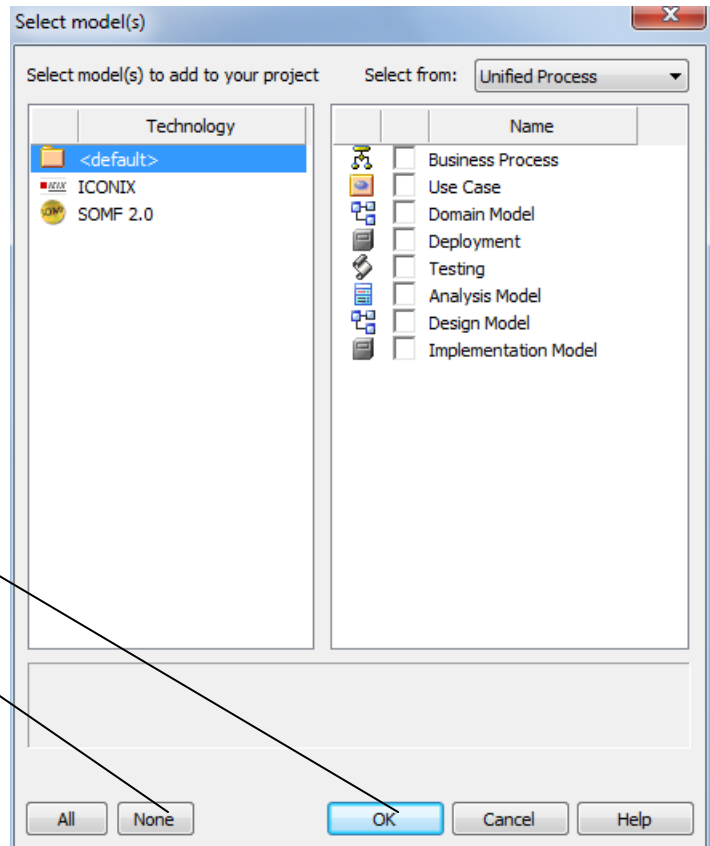 Select model(s)
Select model(s) to add to your project Select from: Unified Process
Technology
<default>
ICONIX
SOMF 2.0
Name
Business Process
Use Case
Domain Model
Deployment
Testing
Analysis Model
Design Model
Implementation Model
All None OK Cancel Help